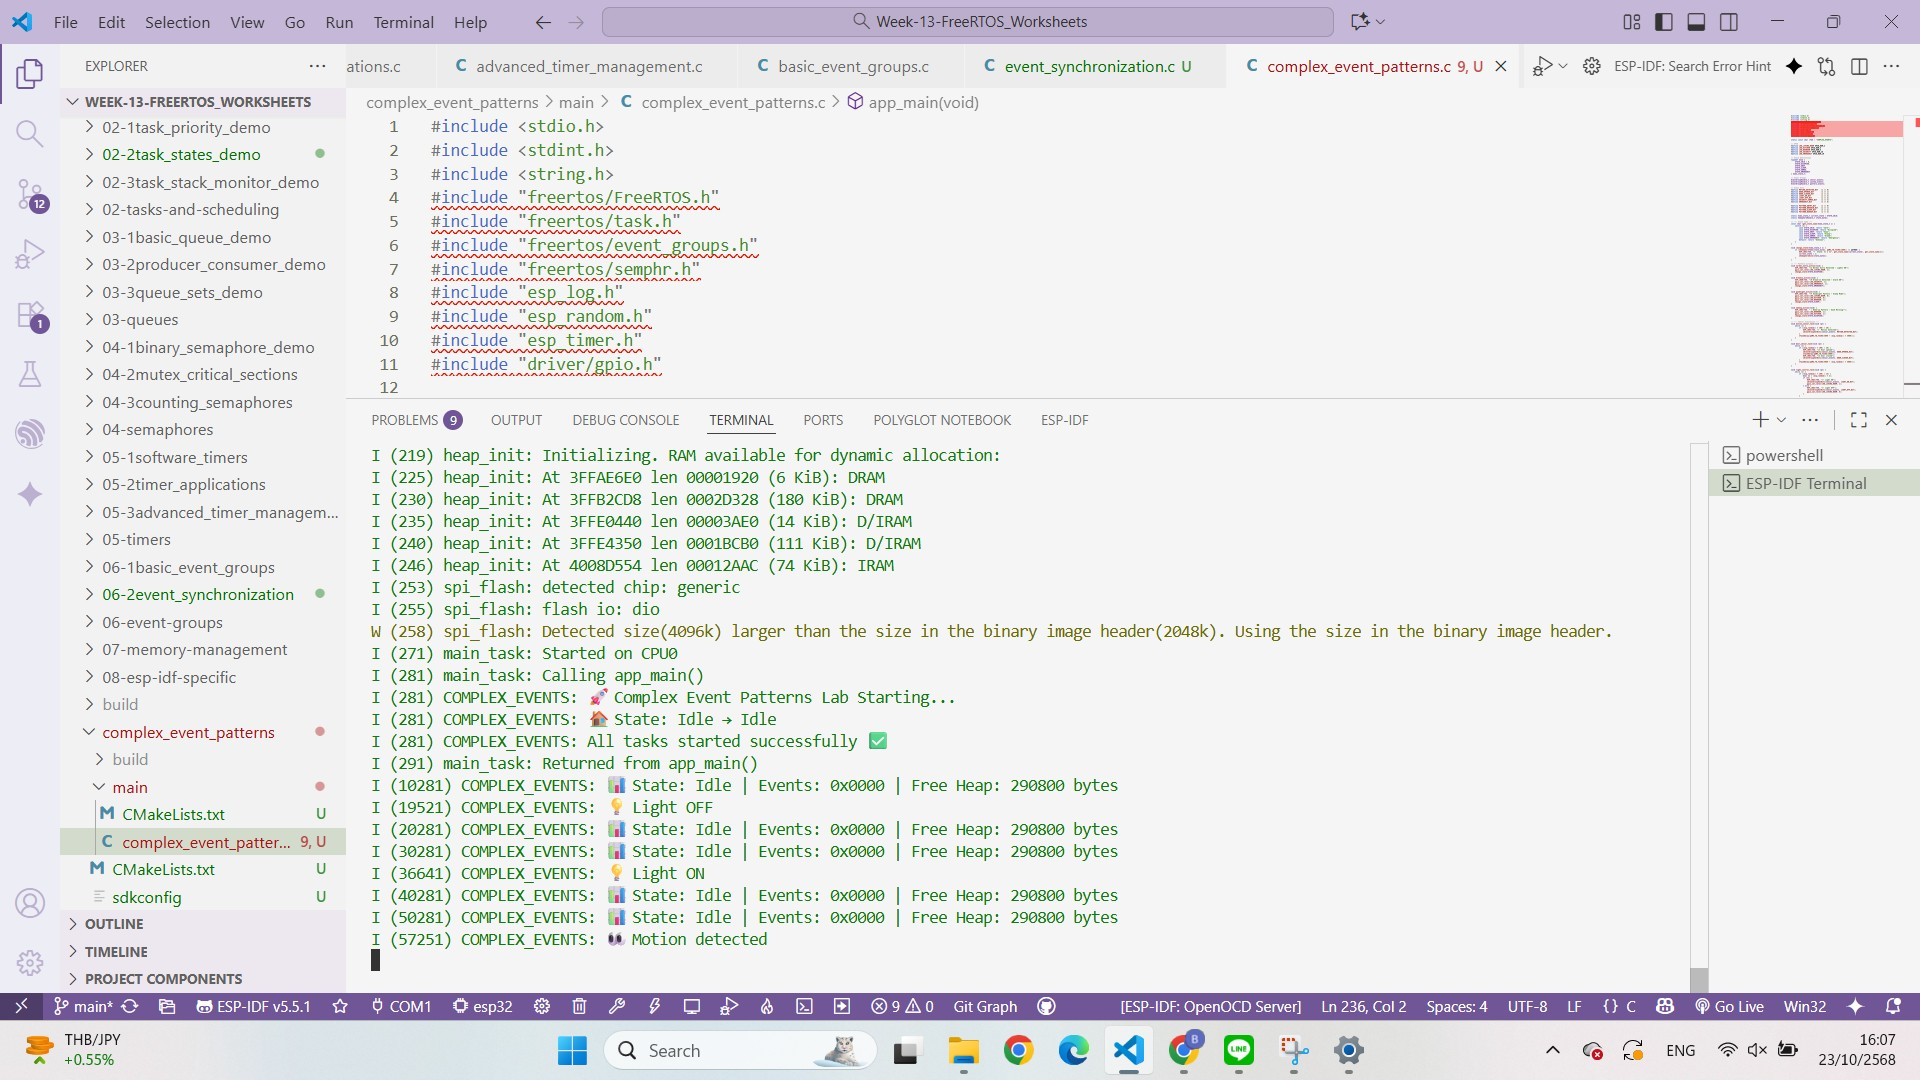 File Edit Selection View Go Run Terminal Help
Week-13-FreeRTOS_Worksheets
EXPLORER
WEEK-13-FREERTOS_WORKSHEETS
02-1task_priority_demo
02-2task_states_demo
02-3task_stack_monitor_demo
02-tasks-and-scheduling
03-1basic_queue_demo
03-2producer_consumer_demo
03-3queue_sets_demo
03-queues
04-1binary_semaphore_demo
04-2mutex_critical_sections
04-3counting_semaphores
04-semaphores
05-1software_timers
05-2timer_applications
05-3advanced_timer_managem...
05-timers
06-1basic_event_groups
06-2event_synchronization
06-event-groups
07-memory-management
08-esp-idf-specific
build
complex_event_patterns
build
main
M CMakeLists.txt U
C complex_event_patter... 9, U
M CMakeLists.txt U
sdkconfig U
OUTLINE
TIMELINE
PROJECT COMPONENTS
12
1
ations.c
C advanced_timer_management.c
C basic_event_groups.c
C event_synchronization.c U
C complex_event_patterns.c 9, U
ESP-IDF: Search Error Hint
complex_event_patterns > main > C complex_event_patterns.c > app_main(void)
1 #include <stdio.h>
2 #include <stdint.h>
3 #include <string.h>
4 #include "freertos/FreeRTOS.h"
5 #include "freertos/task.h"
6 #include "freertos/event_groups.h"
7 #include "freertos/semphr.h"
8 #include "esp_log.h"
9 #include "esp_random.h"
10 #include "esp_timer.h"
11 #include "driver/gpio.h"
12
PROBLEMS 9 OUTPUT DEBUG CONSOLE TERMINAL PORTS POLYGLOT NOTEBOOK ESP-IDF
I (219) heap_init: Initializing. RAM available for dynamic allocation:
I (225) heap_init: At 3FFAE6E0 len 00001920 (6 KiB): DRAM
I (230) heap_init: At 3FFB2CD8 len 0002D328 (180 KiB): DRAM
I (235) heap_init: At 3FFE0440 len 00003AE0 (14 KiB): D/IRAM
I (240) heap_init: At 3FFE4350 len 0001BCB0 (111 KiB): D/IRAM
I (246) heap_init: At 4008D554 len 00012AAC (74 KiB): IRAM
I (253) spi_flash: detected chip: generic
I (255) spi_flash: flash io: dio
W (258) spi_flash: Detected size(4096k) larger than the size in the binary image header(2048k). Using the size in the binary image header.
I (271) main_task: Started on CPU0
I (281) main_task: Calling app_main()
I (281) COMPLEX_EVENTS: 🚀 Complex Event Patterns Lab Starting...
I (281) COMPLEX_EVENTS: 🏠 State: Idle → Idle
I (281) COMPLEX_EVENTS: All tasks started successfully ✅
I (291) main_task: Returned from app_main()
I (10281) COMPLEX_EVENTS: 📊 State: Idle | Events: 0x0000 | Free Heap: 290800 bytes
I (19521) COMPLEX_EVENTS: 💡 Light OFF
I (20281) COMPLEX_EVENTS: 📊 State: Idle | Events: 0x0000 | Free Heap: 290800 bytes
I (30281) COMPLEX_EVENTS: 📊 State: Idle | Events: 0x0000 | Free Heap: 290800 bytes
I (36641) COMPLEX_EVENTS: 💡 Light ON
I (40281) COMPLEX_EVENTS: 📊 State: Idle | Events: 0x0000 | Free Heap: 290800 bytes
I (50281) COMPLEX_EVENTS: 📊 State: Idle | Events: 0x0000 | Free Heap: 290800 bytes
I (57251) COMPLEX_EVENTS: 👀 Motion detected
powershell
ESP-IDF Terminal
main* ESP-IDF v5.5.1 COM1 esp32 9 0 Git Graph [ESP-IDF: OpenOCD Server] Ln 236, Col 2 Spaces: 4 UTF-8 LF {} C Go Live Win32
THB/JPY
+0.55%
Search
B
LINE
ENG
16:07
23/10/2568